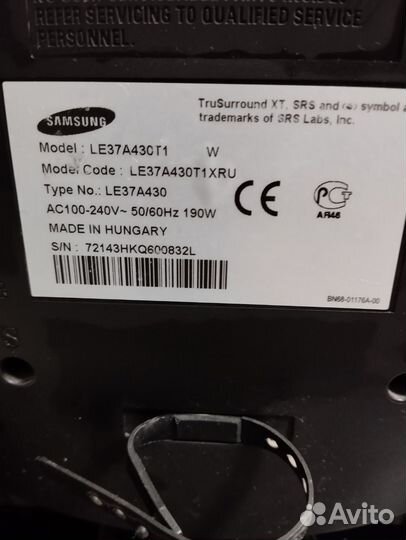 REFER SERVICING TO QUALIFIED SERVICE
PERSONNEL.
SAMSUNG
TruSurround XT, SRS and (●) symbol a
trademarks of SRS Labs, Inc.
Model : LE37A430T1 W
Model Code : LE37A430T1XRU
Type No.: LE37A430
AC100-240V~ 50/60Hz 190W
MADE IN HUNGARY
S/N : 72143HKQ600832L
CE
РСТ
АЯ46
BN68-01176A-00
Avito